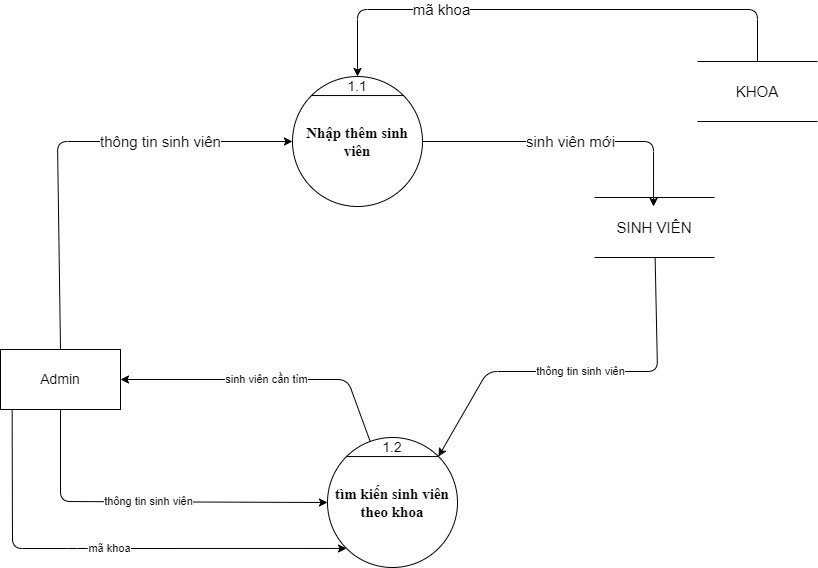 mã khoa
1.1
KHOA
Nhập thêm sinh
viên
thông tin sinh viên
sinh viên mới
SINH VIÊN
thông tin sinh viên
Admin
sinh viên cần tìm
1.2
tìm kiến sinh viên
theo khoa
thông tin sinh viên
mã khoa